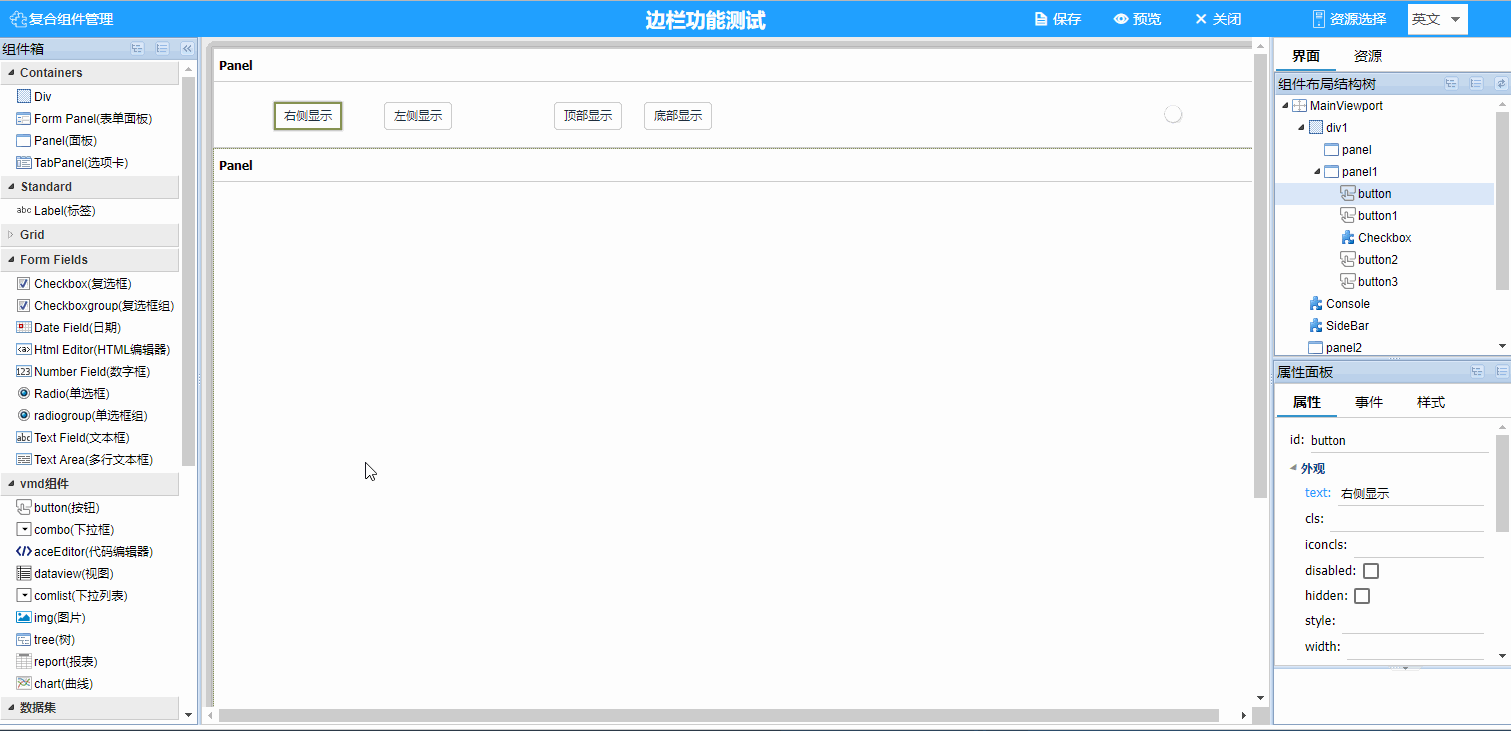 复合组件管理
边栏功能测试
保存 预览 关闭 资源选择 英文
组件箱
Containers
Div
Form Panel(表单面板)
Panel(面板)
TabPanel(选项卡)
Standard
abc Label(标签)
Grid
Form Fields
Checkbox(复选框)
Checkboxgroup(复选框组)
Date Field(日期)
Html Editor(HTML编辑器)
123 Number Field(数字框)
Radio(单选框)
radiogroup(单选框组)
abc Text Field(文本框)
Text Area(多行文本框)
vmd组件
button(按钮)
combo(下拉框)
aceEditor(代码编辑器)
dataview(视图)
comlist(下拉列表)
img(图片)
tree(树)
report(报表)
chart(曲线)
数据集
Panel
右侧显示 左侧显示 顶部显示 底部显示
Panel
界面 资源
组件布局结构树
MainViewport
div1
panel
panel1
button
button1
Checkbox
button2
button3
Console
SideBar
panel2
属性面板
属性 事件 样式
id: button
外观
text: 右侧显示
cls:
iconcls:
disabled:
hidden:
style:
width: